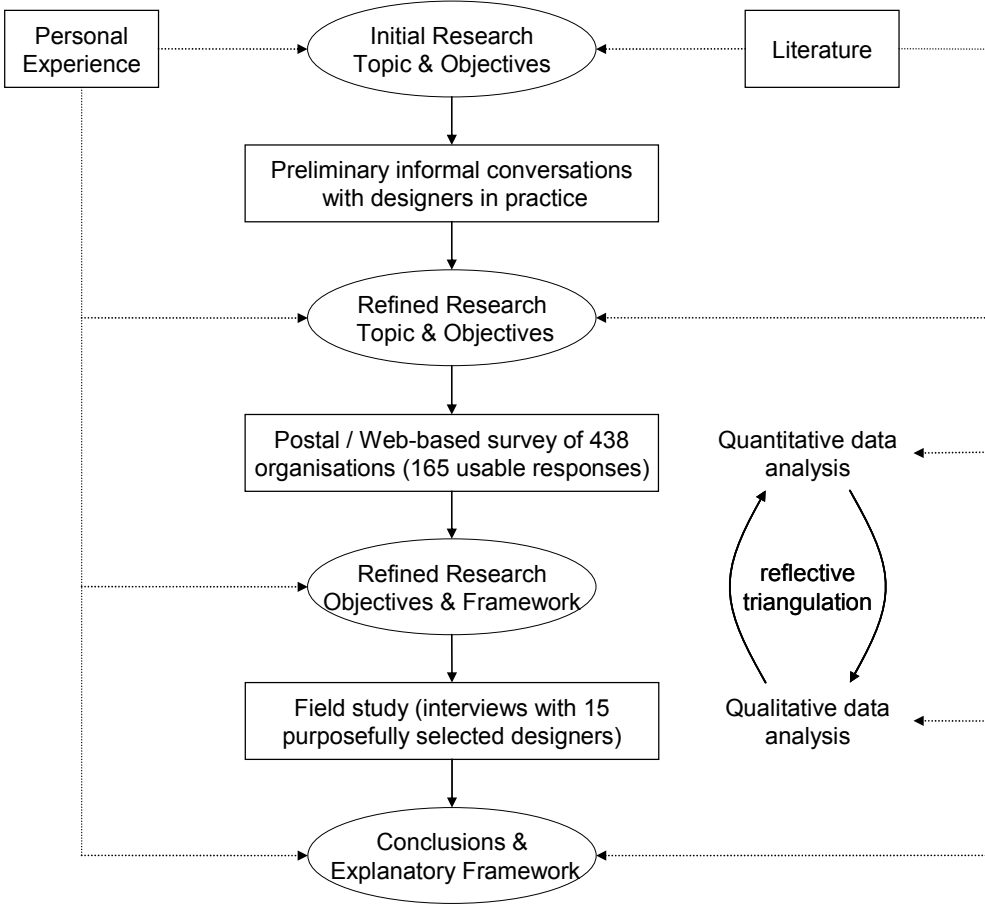 Personal
Experience
Initial Research
Topic & Objectives
Literature
Preliminary informal conversations
with designers in practice
Refined Research
Topic & Objectives
Postal / Web-based survey of 438
organisations (165 usable responses)
Quantitative data
analysis
Refined Research
Objectives & Framework
reflective
triangulation
Field study (interviews with 15
purposefully selected designers)
Qualitative data
analysis
Conclusions &
Explanatory Framework